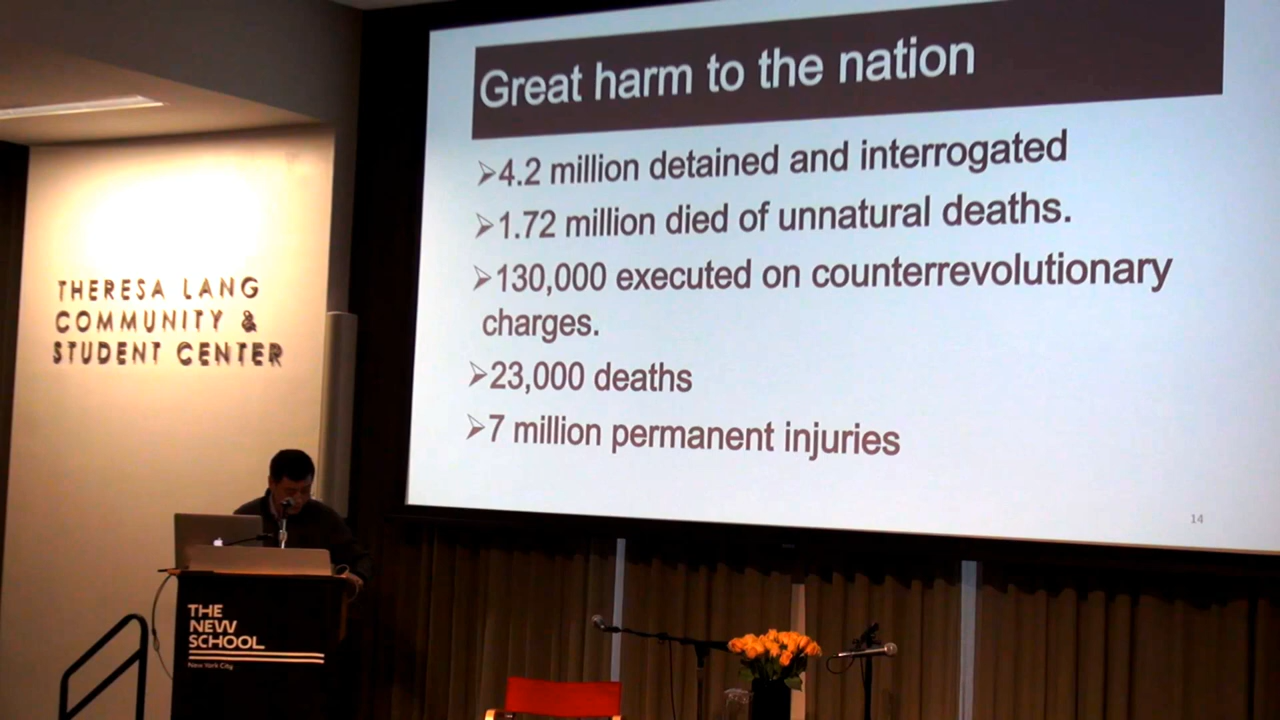 Great harm to the nation
➢4.2 million detained and interrogated
➢1.72 million died of unnatural deaths.
➢130,000 executed on counterrevolutionary
charges.
➢23,000 deaths
➢7 million permanent injuries
14
THERESA LANG
COMMUNITY &
STUDENT CENTER
THE
NEW
SCHOOL
New York City